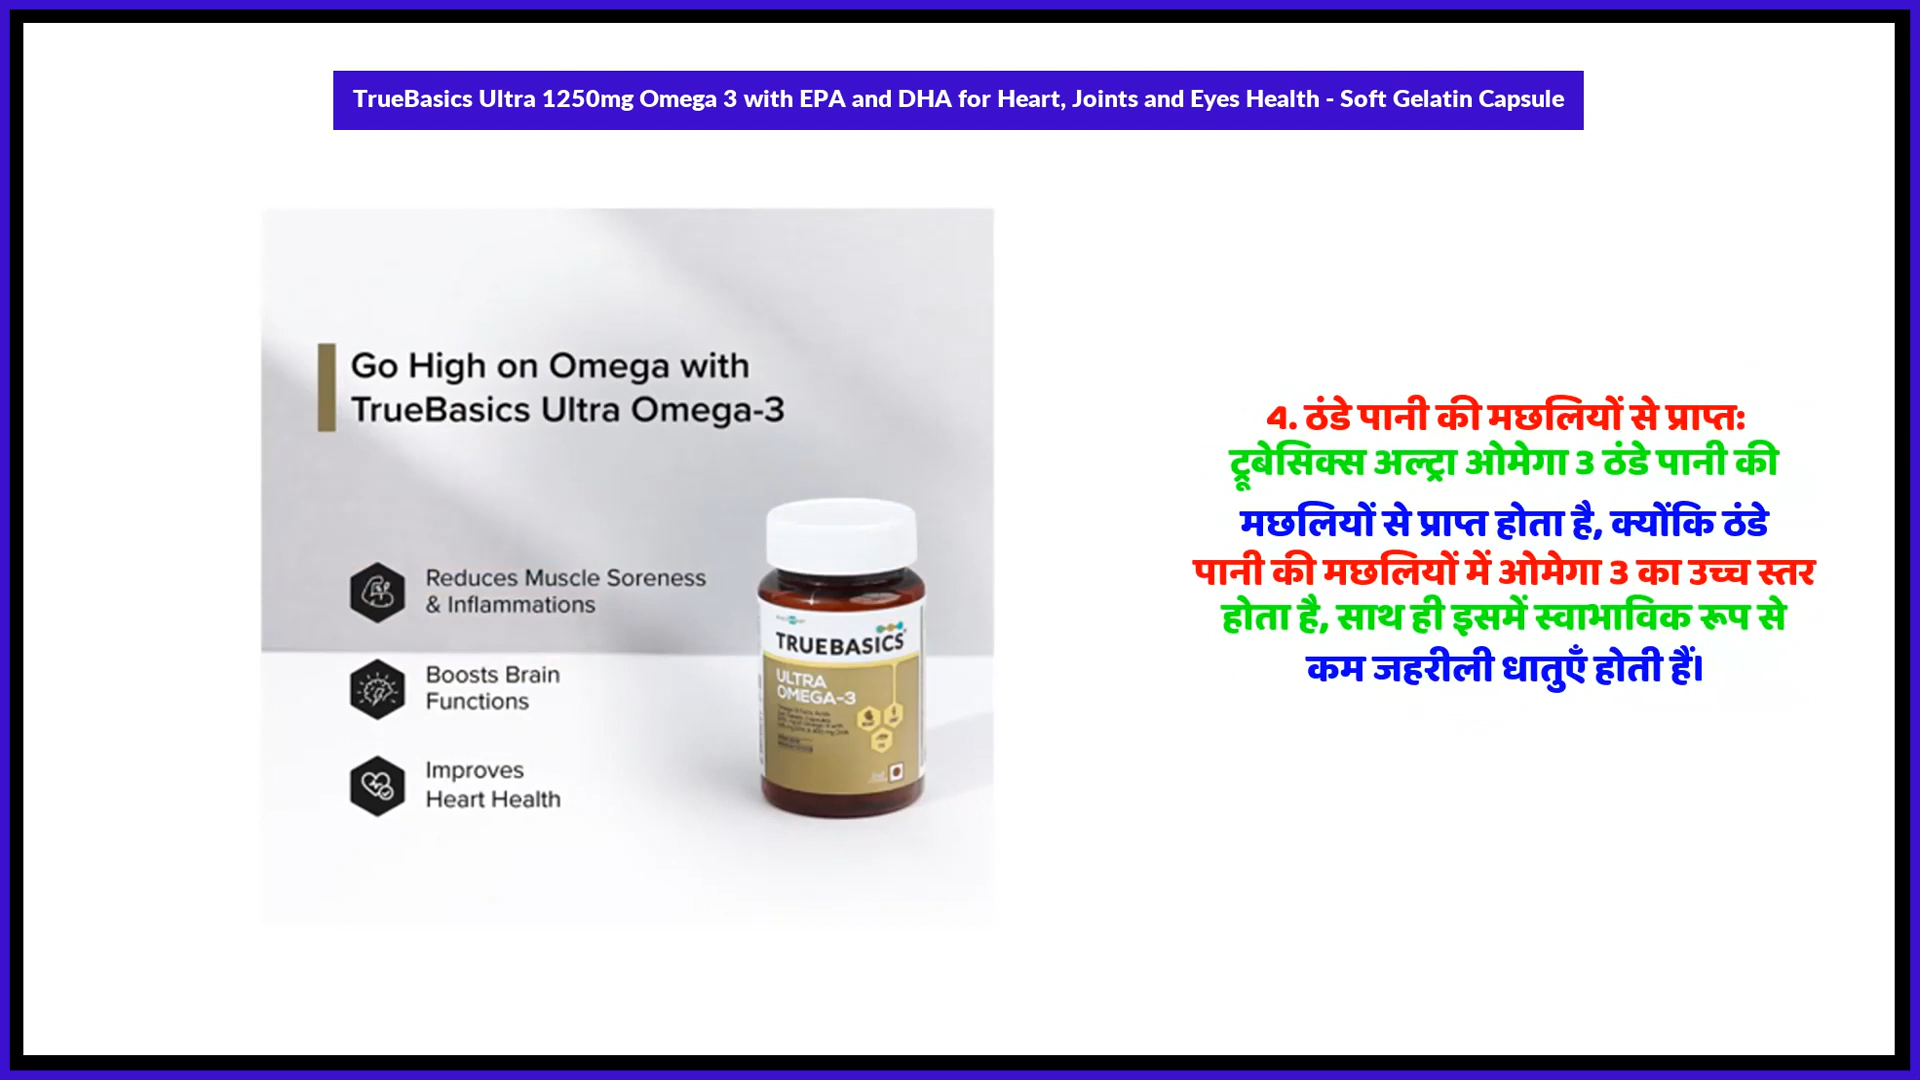 TrueBasics Ultra 1250mg Omega 3 with EPA and DHA for Heart, Joints and Eyes Health - Soft Gelatin Capsule
Go High on Omega with
TrueBasics Ultra Omega-3
Reduces Muscle Soreness
& Inflammations
Boosts Brain
Functions
Improves
Heart Health
TRUEBASICS
ULTRA
OMEGA-3
4. ठंडे पानी की मछलियों से प्राप्त:
ट्रूबेसिक्स अल्ट्रा ओमेगा 3 ठंडे पानी की
मछलियों से प्राप्त होता है, क्योंकि ठंडे
पानी की मछलियों में ओमेगा 3 का उच्च स्तर
होता है, साथ ही इसमें स्वाभाविक रूप से
कम जहरीली धातुएँ होती हैं।